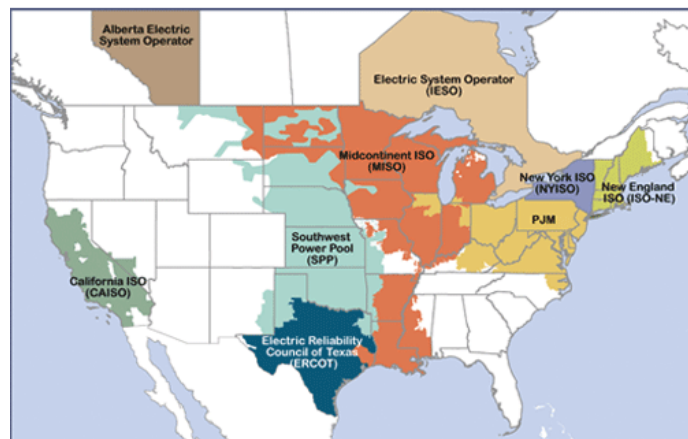 Alberta Electric
System Operator
Electric System Operator
(IESO)
Midcontinent ISO
(MISO)
New York ISO
(NYISO)
New England
ISO (ISO-NE)
PJM
Southwest
Power Pool
(SPP)
California ISO
(CAISO)
Electric Reliability
Council of Texas
(ERCOT)